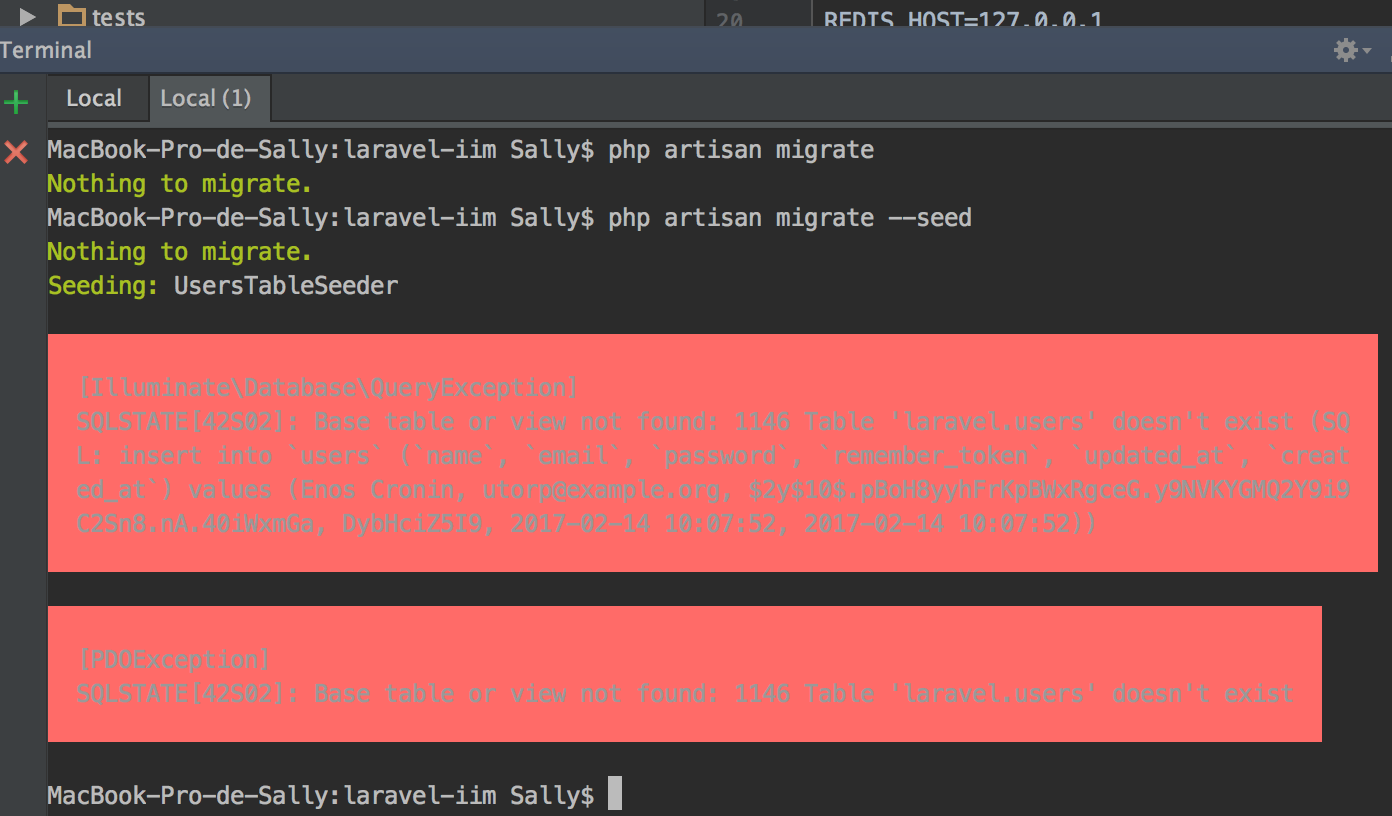 tests
20
REDIS_HOST=127.0.0.1
Terminal
Local
Local (1)
MacBook-Pro-de-Sally:laravel-iim Sally$ php artisan migrate
Nothing to migrate.
MacBook-Pro-de-Sally:laravel-iim Sally$ php artisan migrate --seed
Nothing to migrate.
Seeding: UsersTableSeeder
[Illuminate\Database\QueryException]
SQLSTATE[42S02]: Base table or view not found: 1146 Table 'laravel.users' doesn't exist (SQ
L: insert into `users` (`name`, `email`, `password`, `remember_token`, `updated_at`, `creat
ed_at`) values (Enos Cronin, utorp@example.org, $2y$10$.pBoH8yyhFrKpBWxRgceG.y9NVKYGMQ2Y9i9
C2Sn8.nA.40iWxmGa, DybHciZ5I9, 2017-02-14 10:07:52, 2017-02-14 10:07:52))
[PDOException]
SQLSTATE[42S02]: Base table or view not found: 1146 Table 'laravel.users' doesn't exist
MacBook-Pro-de-Sally:laravel-iim Sally$